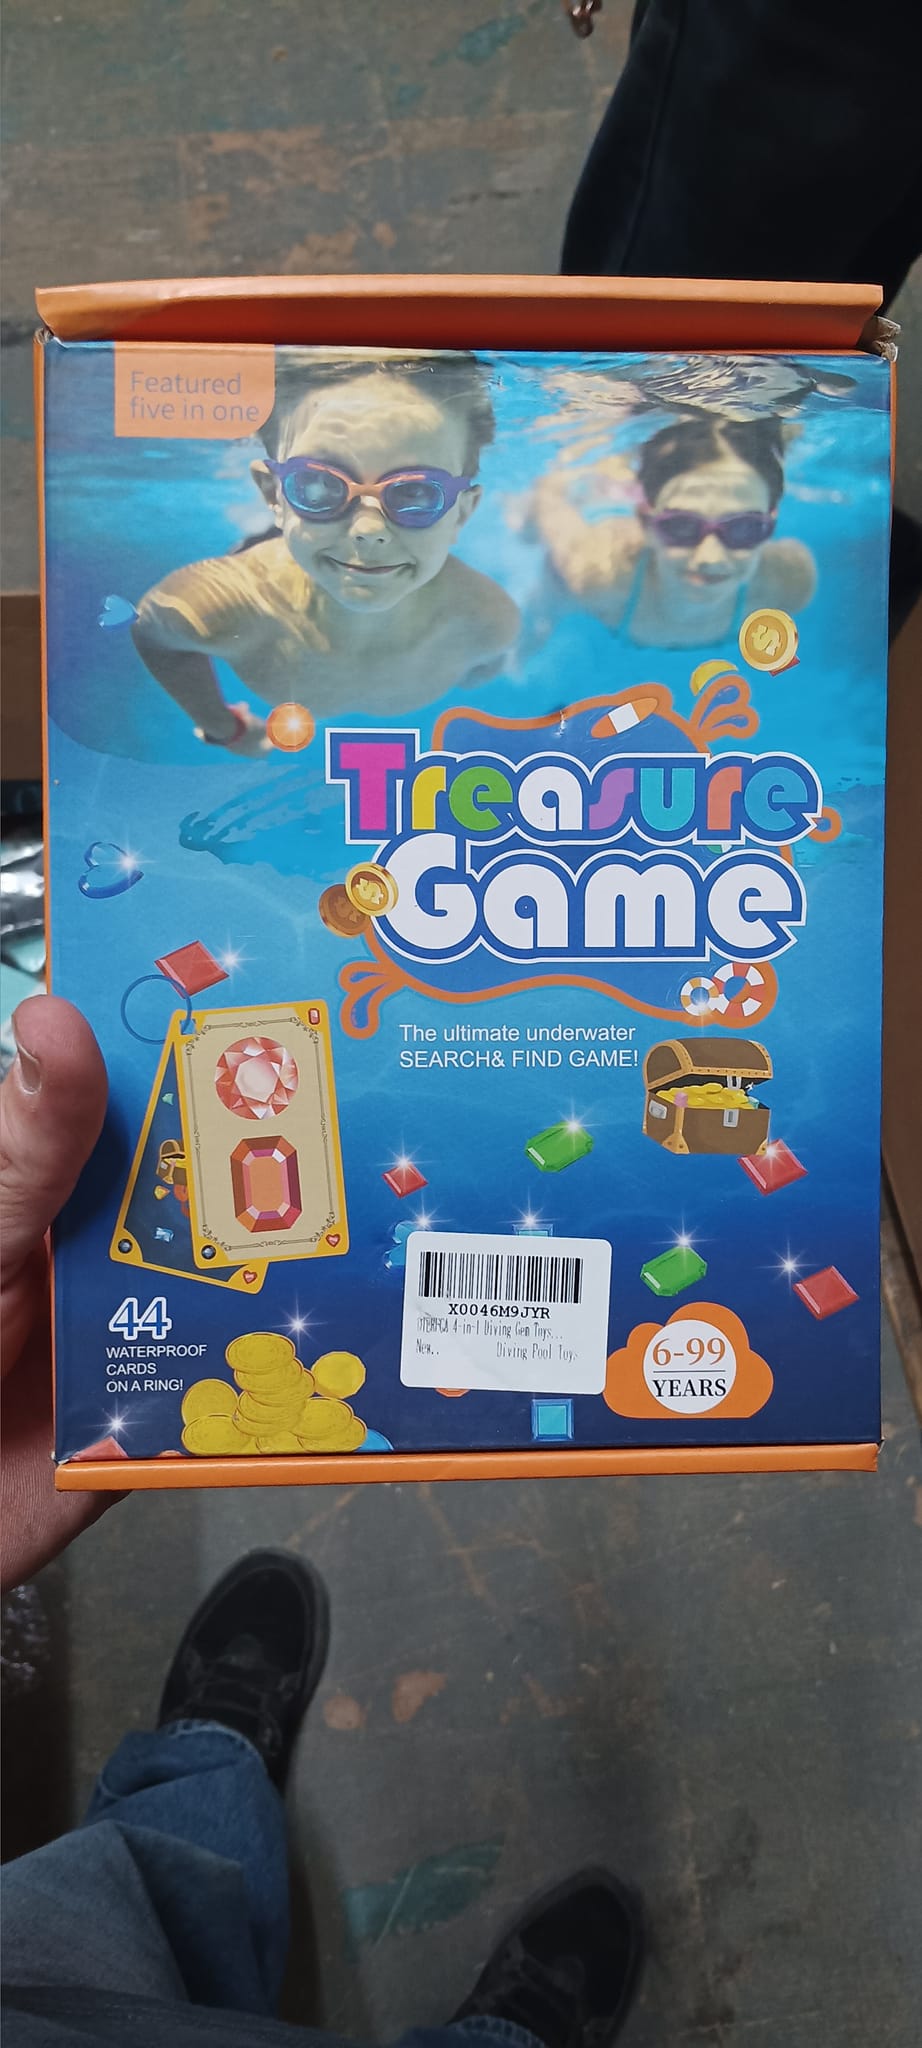 Featured
five in one
Treasure
Game
The ultimate underwater
SEARCH& FIND GAME!
44
WATERPROOF
CARDS
ON A RING!
X0046M9JYR
4-in-1 Diving Gem Toys...
New.. Diving Pool Toys
6-99
YEARS